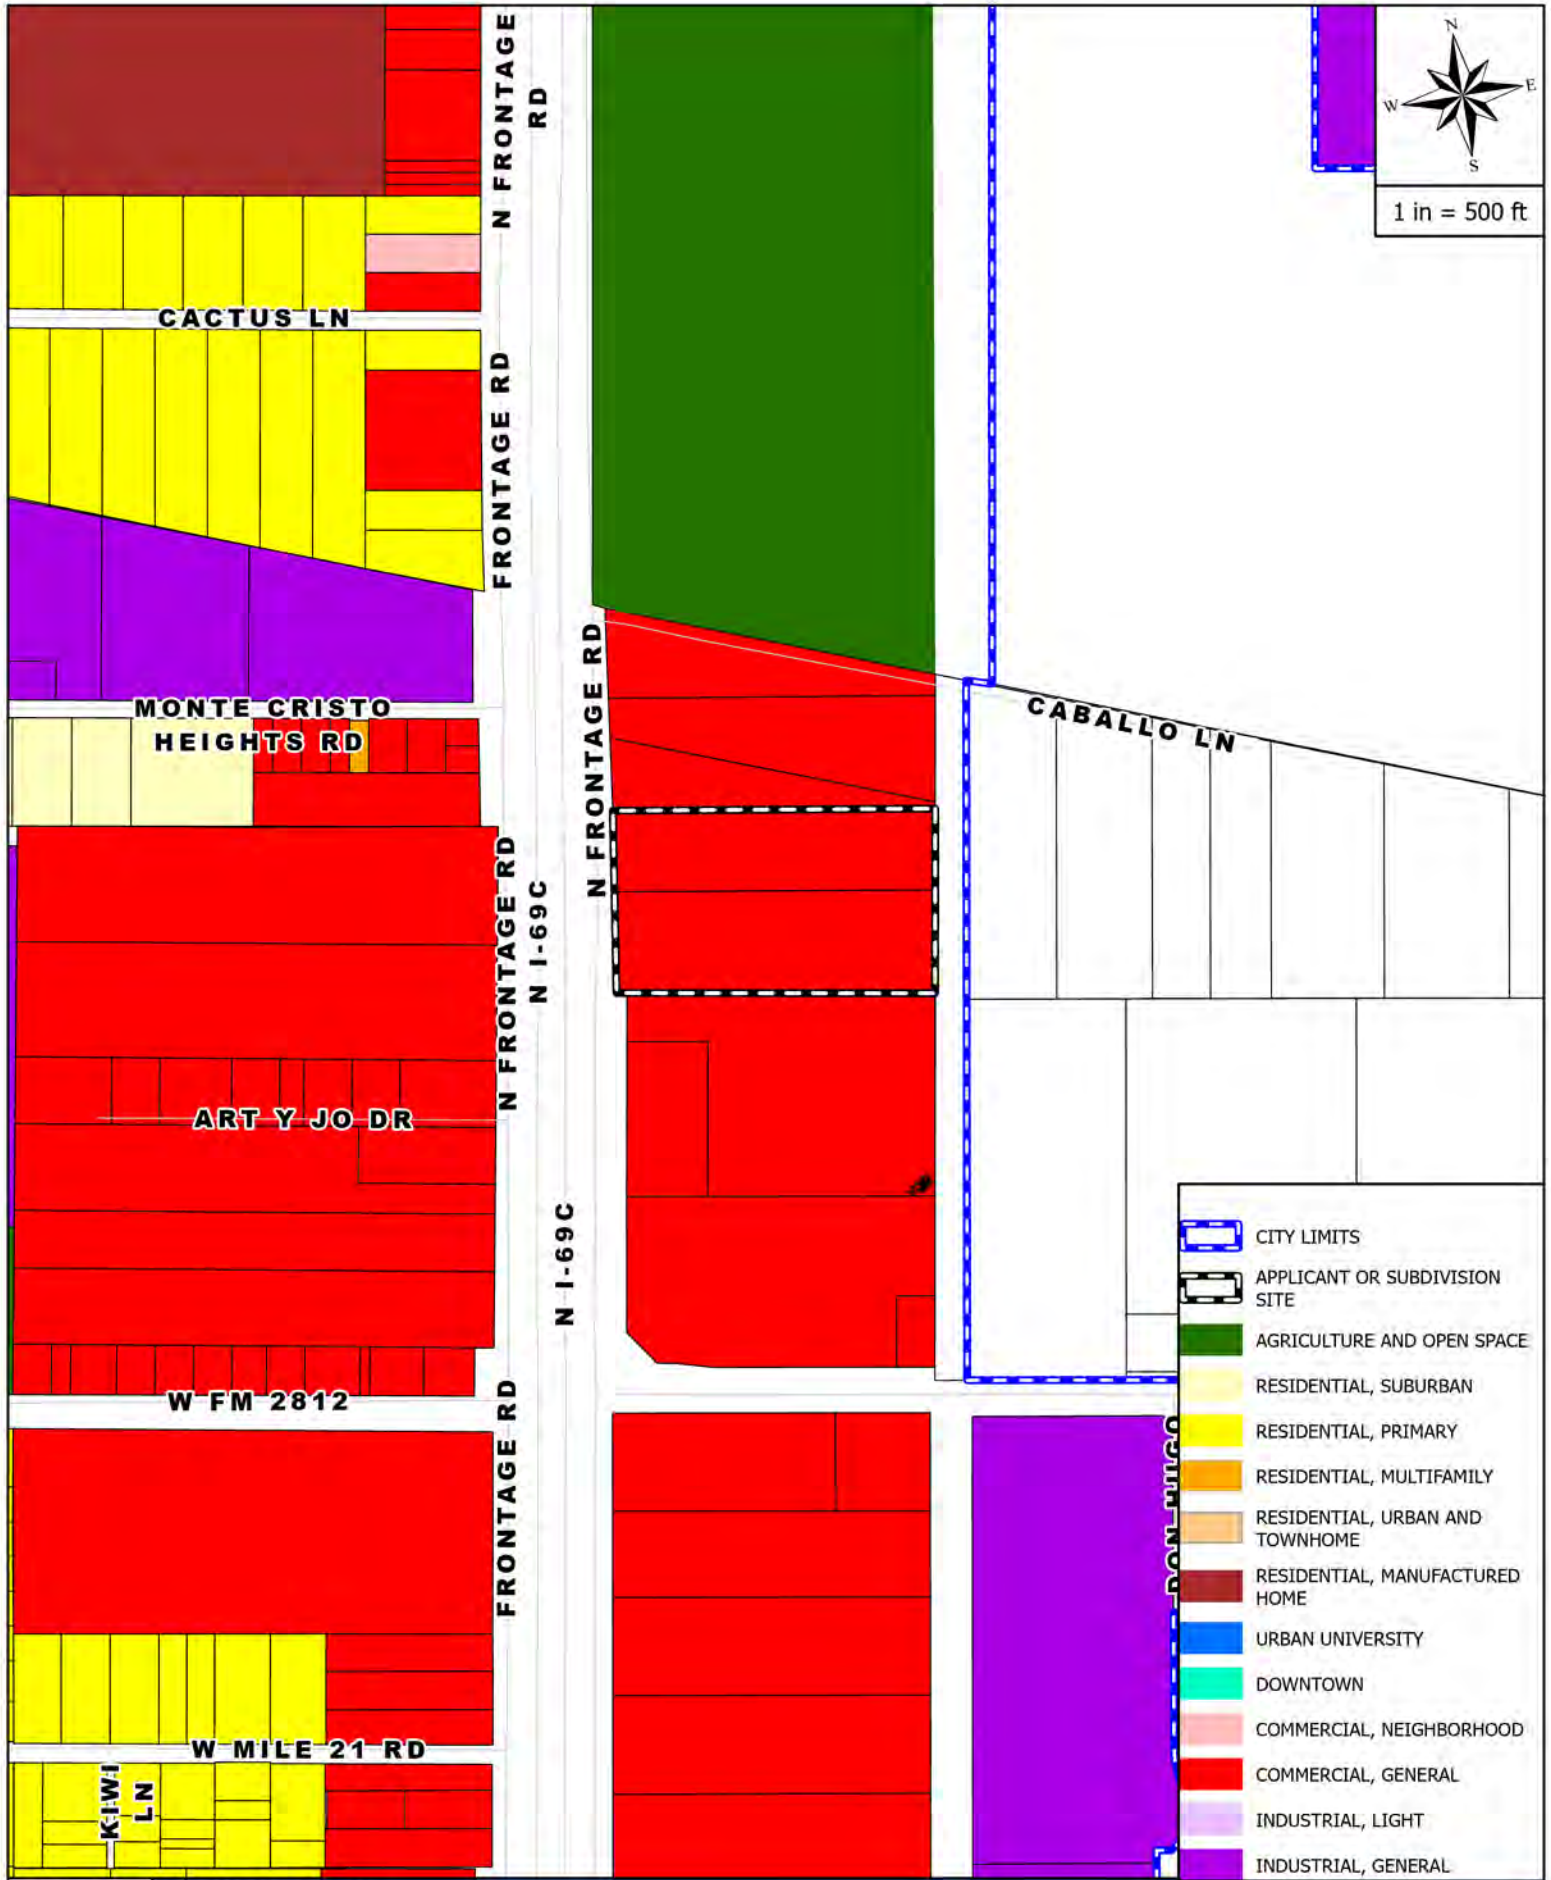 N FRONTAGE
RD
N
W
E
S
1 in = 500 ft
CACTUS LN
FRONTAGE RD
N FRONTAGE RD
MONTE CRISTO
HEIGHTS RD
CABALLO LN
N FRONTAGE RD
N I-69C
ART Y JO DR
N I-69C
W FM 2812
FRONTAGE RD
DON HUGO
W MILE 21 RD
KIWI
LN
CITY LIMITS
APPLICANT OR SUBDIVISION
SITE
AGRICULTURE AND OPEN SPACE
RESIDENTIAL, SUBURBAN
RESIDENTIAL, PRIMARY
RESIDENTIAL, MULTIFAMILY
RESIDENTIAL, URBAN AND
TOWNHOME
RESIDENTIAL, MANUFACTURED
HOME
URBAN UNIVERSITY
DOWNTOWN
COMMERCIAL, NEIGHBORHOOD
COMMERCIAL, GENERAL
INDUSTRIAL, LIGHT
INDUSTRIAL, GENERAL